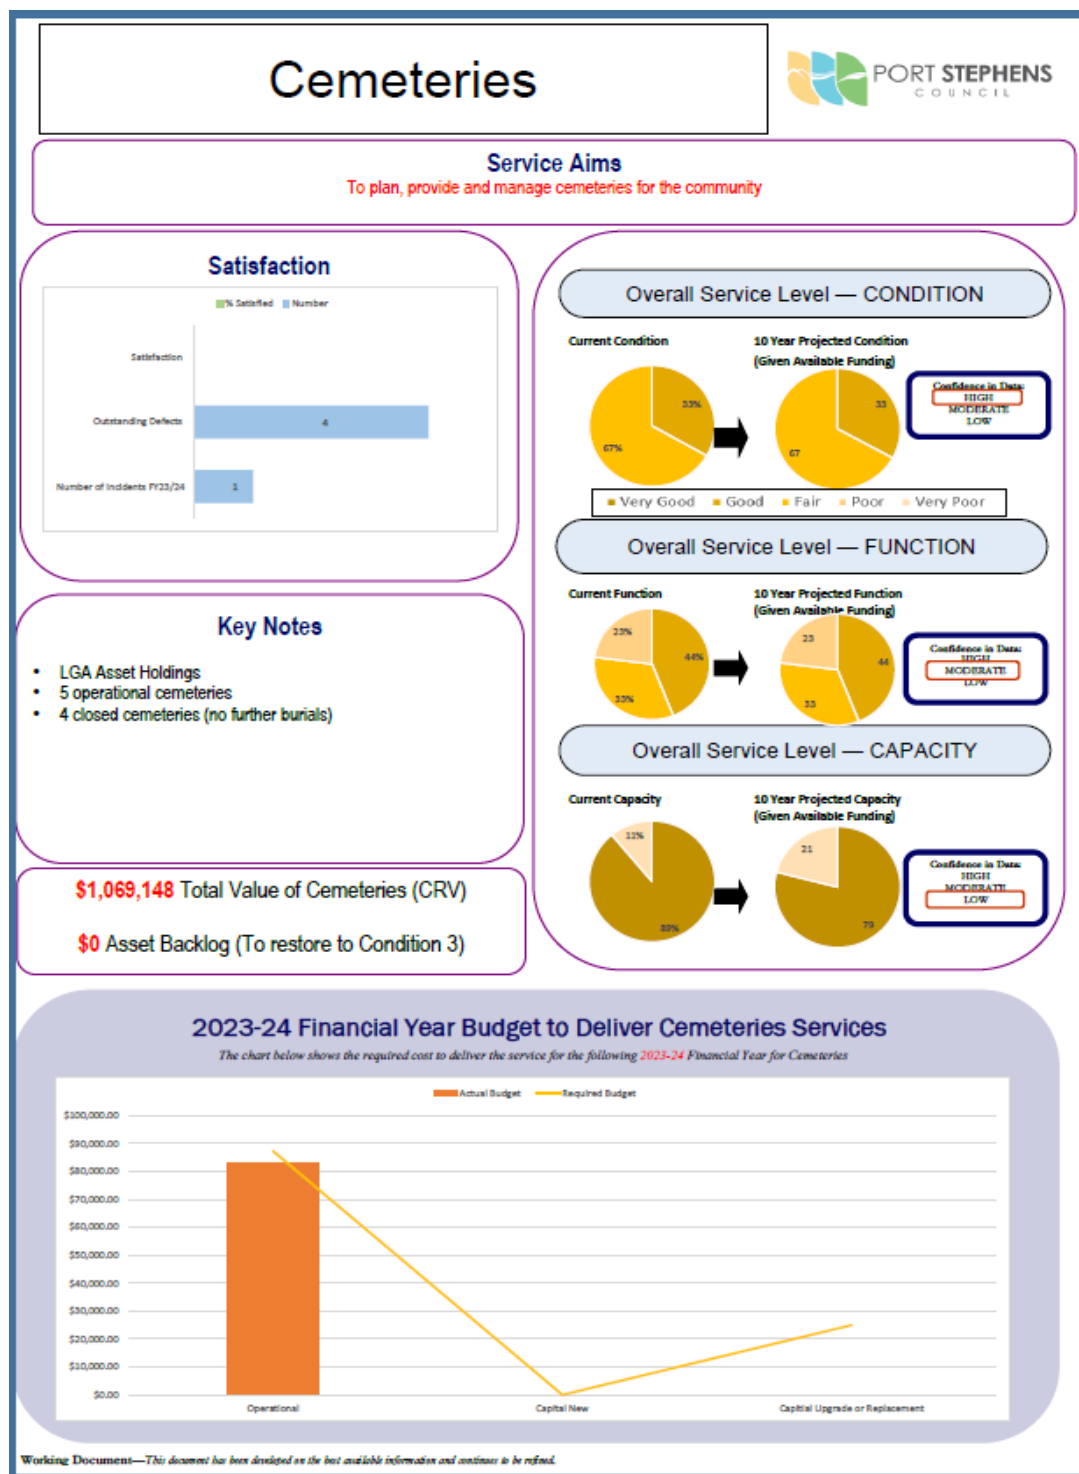 Cemeteries
PORT STEPHENS
COUNCIL
Service Aims
To plan, provide and manage cemeteries for the community
Satisfaction
% Satisfied Number
Satisfaction
Outstanding Defects
4
Number of Incidents FY23/24
1
Key Notes
• LGA Asset Holdings
• 5 operational cemeteries
• 4 closed cemeteries (no further burials)
$1,069,148 Total Value of Cemeteries (CRV)
$0 Asset Backlog (To restore to Condition 3)
Overall Service Level — CONDITION
Current Condition
33%
67%
10 Year Projected Condition
(Given Available Funding)
33
67
Confidence in Data:
HIGH
MODERATE
LOW
Very Good Good Fair Poor Very Poor
Overall Service Level — FUNCTION
Current Function
23%
44%
33%
10 Year Projected Function
(Given Available Funding)
23
44
33
Confidence in Data:
HIGH
MODERATE
LOW
Overall Service Level — CAPACITY
Current Capacity
11%
89%
10 Year Projected Capacity
(Given Available Funding)
21
79
Confidence in Data:
HIGH
MODERATE
LOW
2023-24 Financial Year Budget to Deliver Cemeteries Services
The chart below shows the required cost to deliver the service for the following 2023-24 Financial Year for Cemeteries
Actual Budget Required Budget
$100,000.00
$90,000.00
$80,000.00
$70,000.00
$60,000.00
$50,000.00
$40,000.00
$30,000.00
$20,000.00
$10,000.00
$0.00
Operational
Capital New
Capitial Upgrade or Replacement
Working Document—This document has been developed on the best available information and continues to be refined.